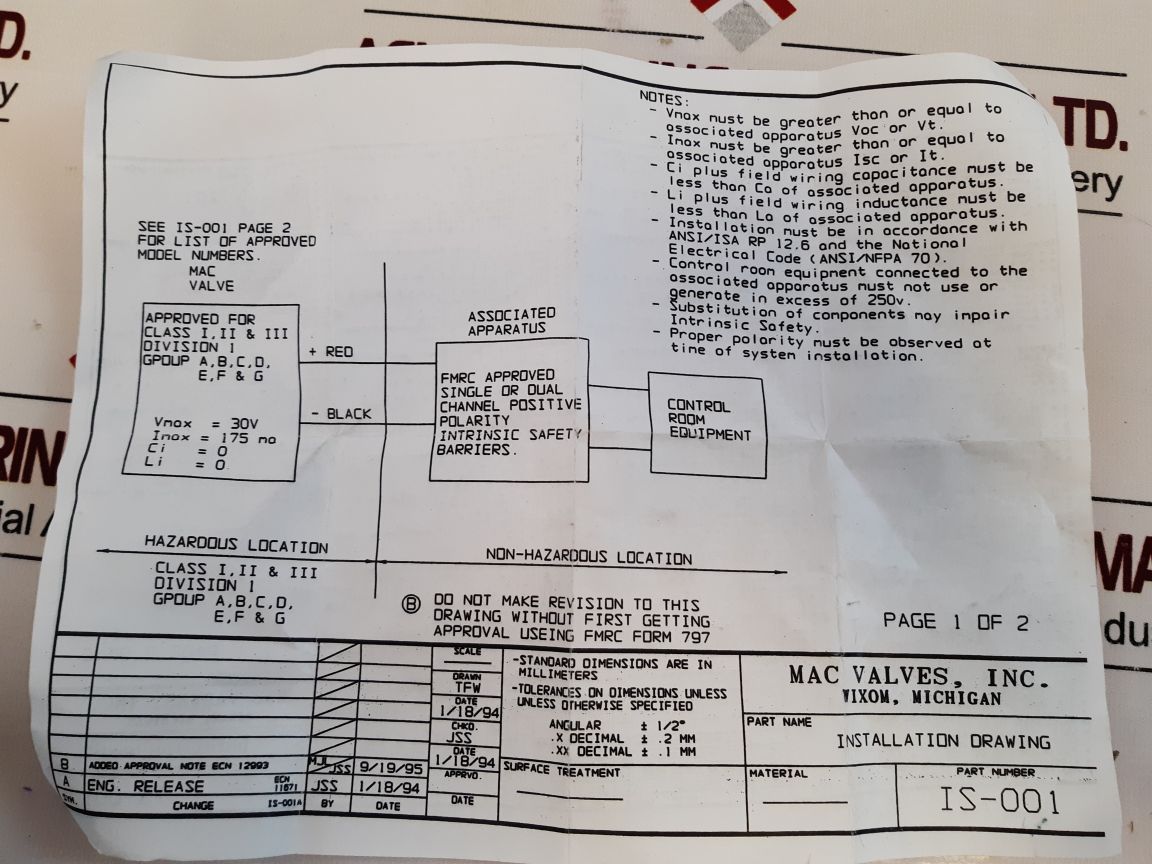 D.
y
LTD.
ery
RIN
ial A
MA
du
NOTES:
- Vmax must be greater than or equal to
associated apparatus Voc or Vt.
- Imax must be greater than or equal to
associated apparatus Isc or It.
- Ci plus field wiring capacitance must be
less than Ca of associated apparatus.
- Li plus field wiring inductance must be
less than La of associated apparatus.
- Installation must be in accordance with
ANSI/ISA RP 12.6 and the National
Electrical Code (ANSI/NFPA 70).
- Control room equipment connected to the
associated apparatus must not use or
generate in excess of 250v.
- Substitution of components may impair
Intrinsic Safety.
- Proper polarity must be observed at
time of system installation.
SEE IS-001 PAGE 2
FOR LIST OF APPROVED
MODEL NUMBERS.
MAC
VALVE
APPROVED FOR
CLASS I,II & III
DIVISION 1
GPOUP A,B,C,D,
E,F & G
Vmax = 30V
Imax = 175 ma
Ci = 0
Li = 0
+ RED
- BLACK
ASSOCIATED
APPARATUS
FMRC APPROVED
SINGLE OR DUAL
CHANNEL POSITIVE
POLARITY
INTRINSIC SAFETY
BARRIERS.
CONTROL
ROOM
EQUIPMENT
HAZARDOUS LOCATION
NON-HAZARDOUS LOCATION
CLASS I,II & III
DIVISION 1
GPOUP A,B,C,D,
E,F & G
Ⓑ DO NOT MAKE REVISION TO THIS
DRAWING WITHOUT FIRST GETTING
APPROVAL USEING FMRC FORM 797
PAGE 1 OF 2
B ADDED APPROVAL NOTE ECN 12993 MJL JSS 9/19/95
A ENG. RELEASE ECN 11671 JSS 1/18/94
SYM. CHANGE IS-001A BY DATE
SCALE
DRAWN
TFW
DATE
1/18/94
CHKD.
JSS
DATE
1/18/94
APPRVD.
DATE
-STANDARD DIMENSIONS ARE IN
MILLIMETERS
-TOLERANCES ON DIMENSIONS UNLESS
UNLESS OTHERWISE SPECIFIED
ANGULAR ± 1/2°
.X DECIMAL ± .2 MM
.XX DECIMAL ± .1 MM
SURFACE TREATMENT
MAC VALVES, INC.
WIXOM, MICHIGAN
PART NAME
INSTALLATION DRAWING
MATERIAL
PART NUMBER
IS-001